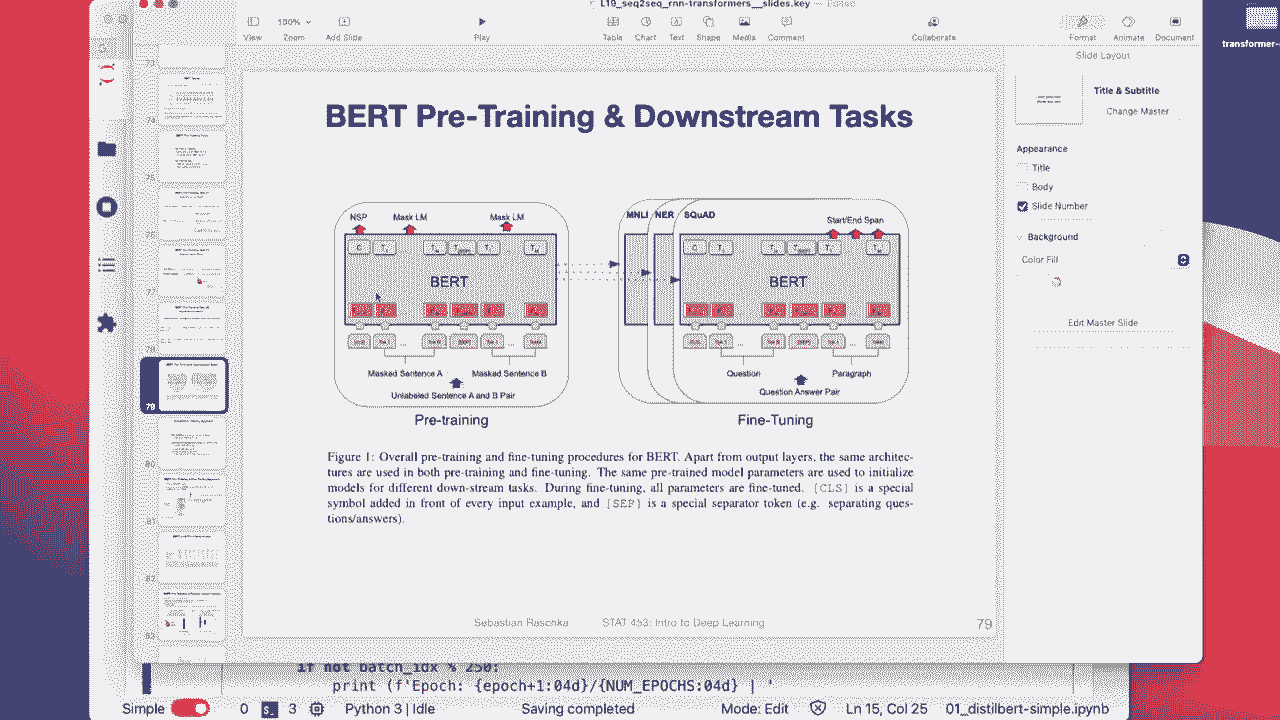 L19_seq2seq_rnn-transformers__slides.key — Edited
100%
View Zoom Add Slide Play Table Chart Text Shape Media Comment Collaborate Format Animate Document
transformer-
Slide Layout
Title & Subtitle
Change Master
Appearance
Title
Body
Slide Number
Background
Color Fill
Edit Master Slide
73
74
75
77
79
80
81
BERT Pre-Training & Downstream Tasks
NSP Mask LM Mask LM
MNLI NER SQuAD
Start/End Span
BERT
BERT
Masked Sentence A Masked Sentence B
Question Paragraph
Unlabeled Sentence A and B Pair
Question Answer Pair
Pre-training
Fine-Tuning
Figure 1: Overall pre-training and fine-tuning procedures for BERT. Apart from output layers, the same architec-
tures are used in both pre-training and fine-tuning. The same pre-trained model parameters are used to initialize
models for different down-stream tasks. During fine-tuning, all parameters are fine-tuned. [CLS] is a special
symbol added in front of every input example, and [SEP] is a special separator token (e.g. separating ques-
tions/answers).
Sebastian Raschka STAT 453: Intro to Deep Learning 79
if not batch_idx % 250:
print (f'Epoch: {epoch+1:04d}/{NUM_EPOCHS:04d} | '
Simple 0 3 Python 3 | Idle Saving completed Mode: Edit Ln 15, Col 25 01_distilbert-simple.ipynb